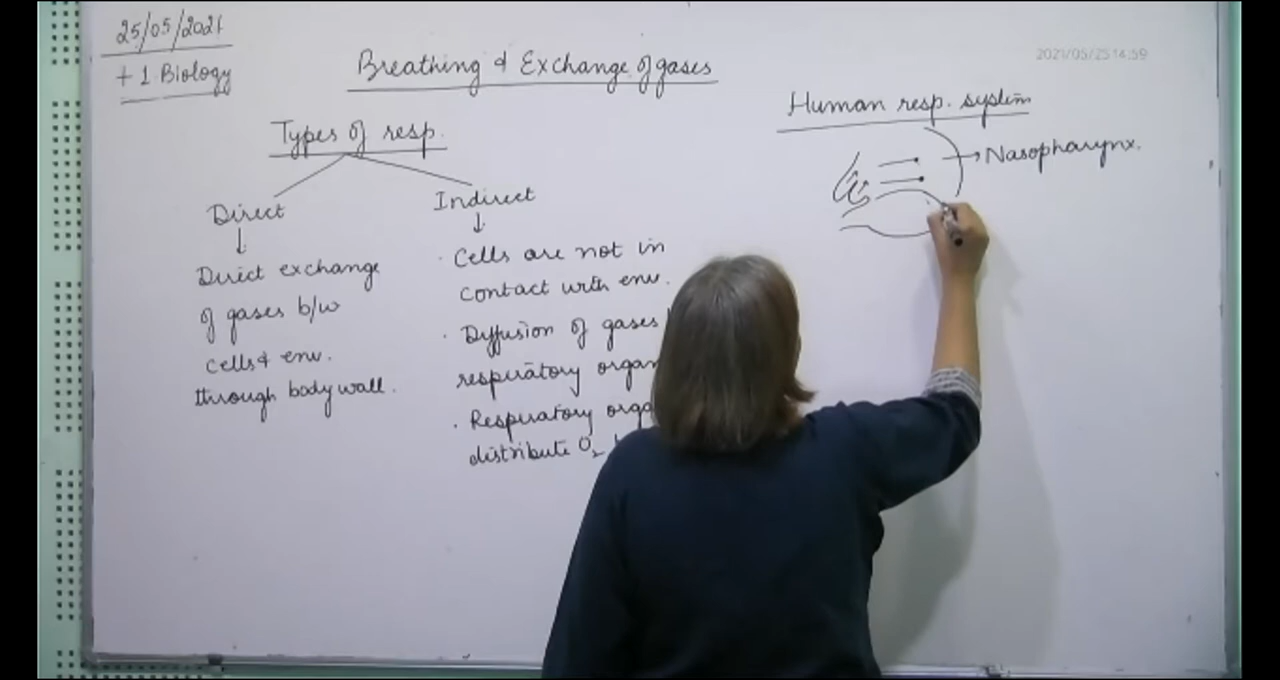 25/05/2021
+1 Biology
Breathing & Exchange of gases
2021/05/25 14:59
Types of resp.
Direct
Direct exchange
of gases b/w
cells & env.
through body wall.
Indirect
· Cells are not in
contact with env.
· Diffusion of gases
respiratory organ
· Respiratory orga
distribute O₂
Human resp. system
→ Nasopharynx.